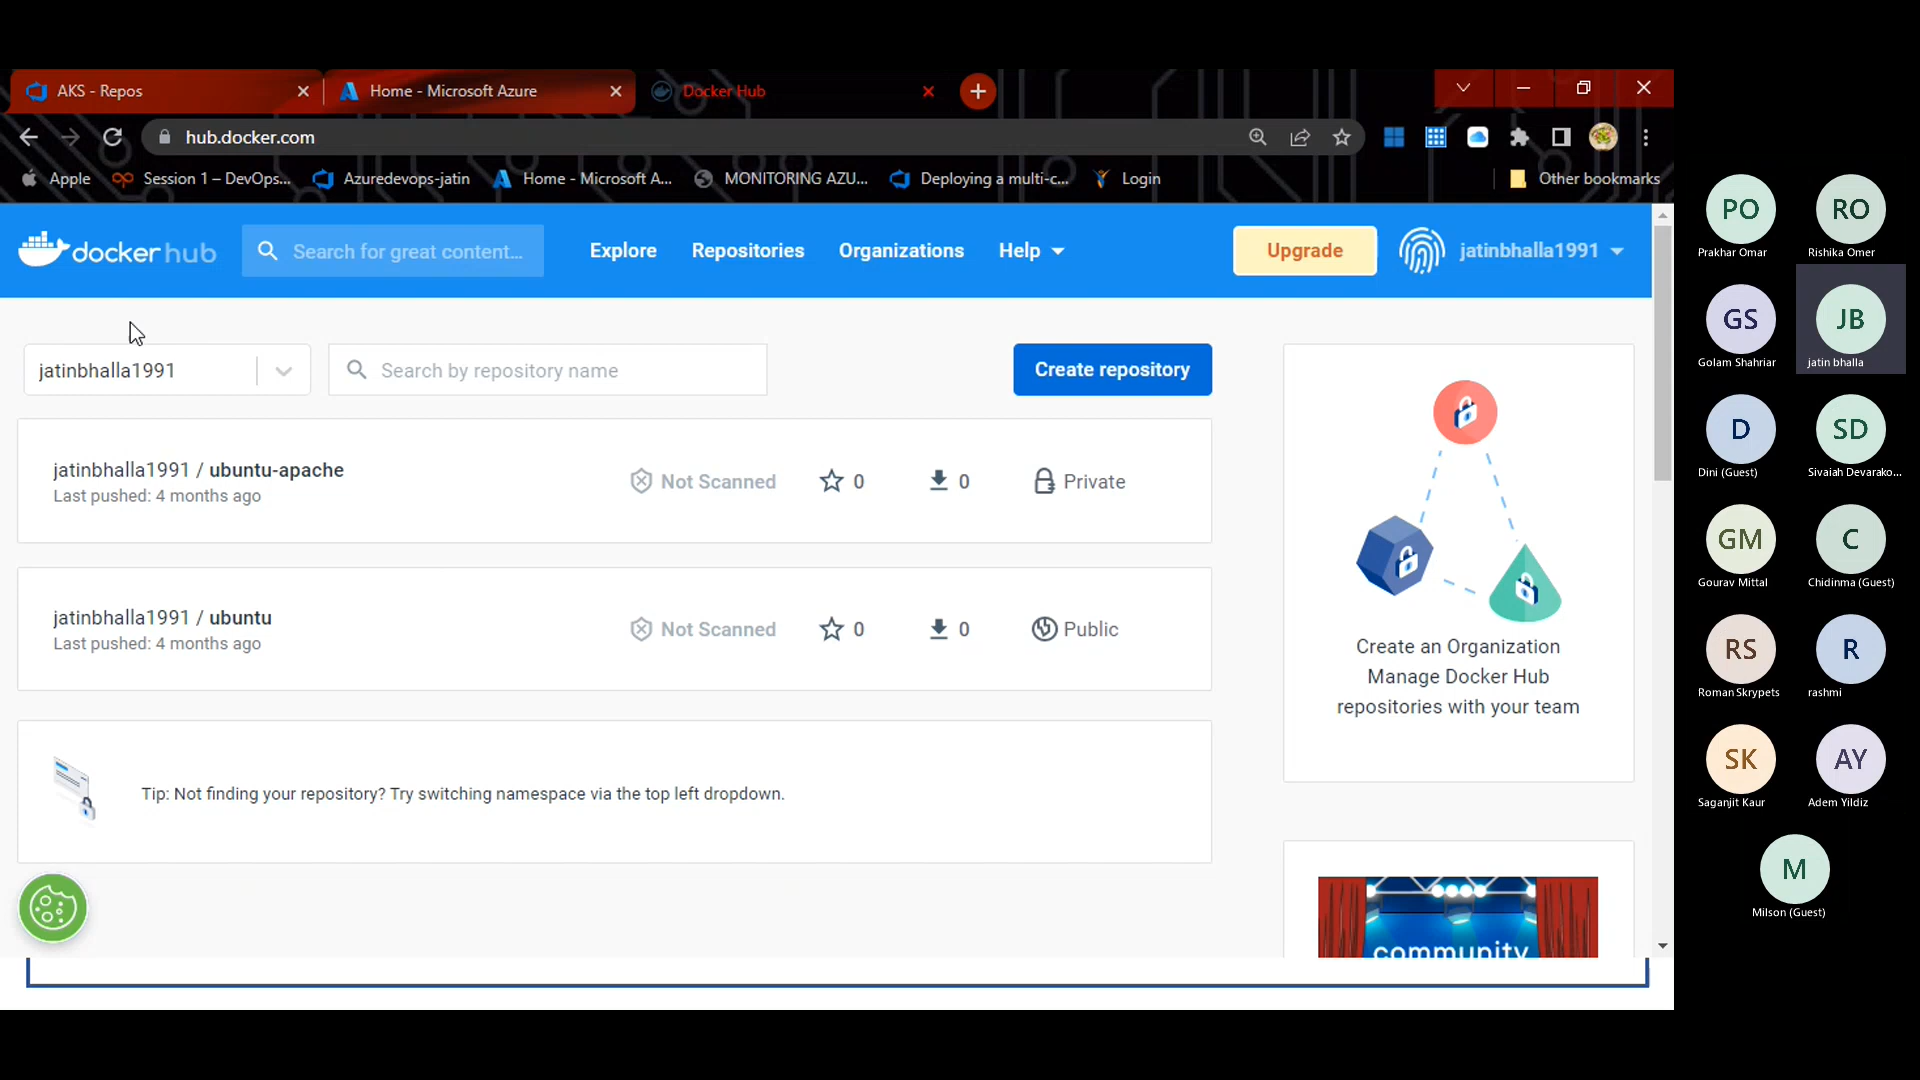 AKS - Repos
Home - Microsoft Azure
Docker Hub
hub.docker.com
Apple
Session 1 – DevOps...
Azuredevops-jatin
Home - Microsoft A...
MONITORING AZU...
Deploying a multi-c...
Login
Other bookmarks
docker hub
Search for great content...
Explore
Repositories
Organizations
Help
Upgrade
jatinbhalla1991
jatinbhalla1991
Search by repository name
Create repository
jatinbhalla1991 / ubuntu-apache
Last pushed: 4 months ago
Not Scanned
0
0
Private
jatinbhalla1991 / ubuntu
Last pushed: 4 months ago
Not Scanned
0
0
Public
Tip: Not finding your repository? Try switching namespace via the top left dropdown.
Create an Organization
Manage Docker Hub
repositories with your team
community
PO
Prakhar Omar
RO
Rishika Omer
GS
Golam Shahriar
JB
jatin bhalla
D
Dini (Guest)
SD
Sivaiah Devarako...
GM
Gourav Mittal
C
Chidinma (Guest)
RS
Roman Skrypets
R
rashmi
SK
Saganjit Kaur
AY
Adem Yildiz
M
Milson (Guest)